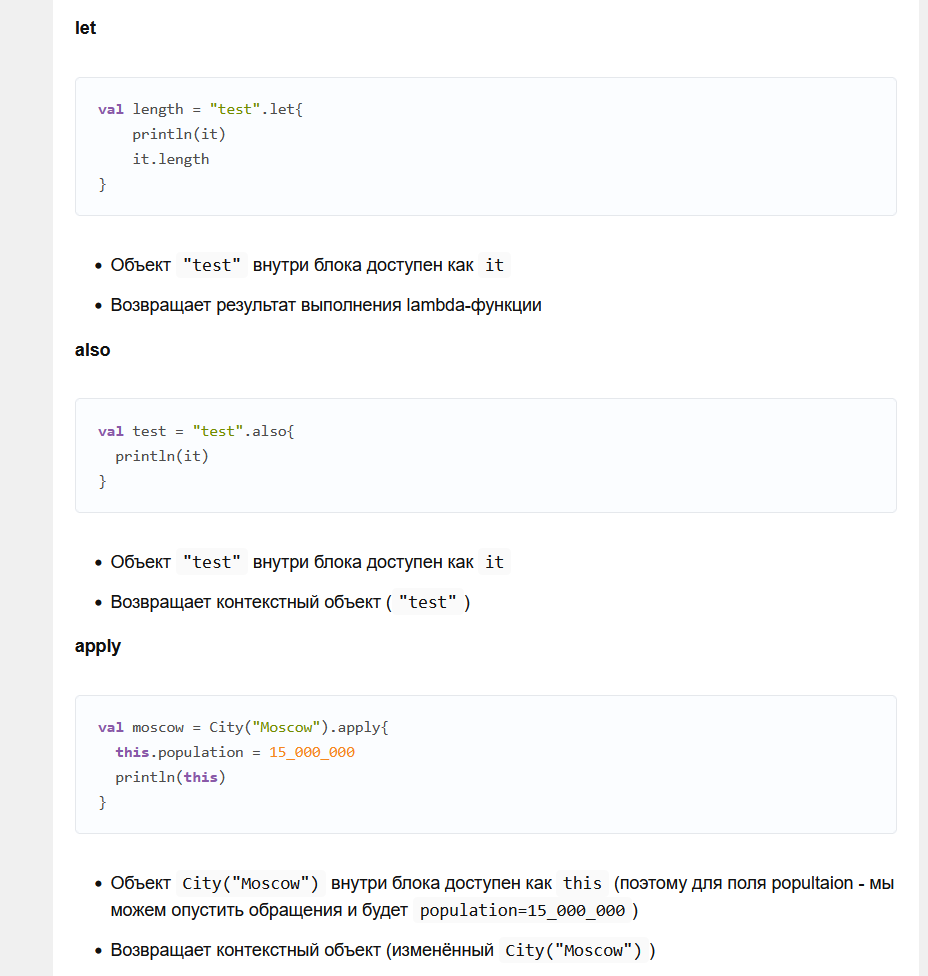 let
val length = "test".let{
    println(it)
    it.length
}
• Объект "test" внутри блока доступен как it
• Возвращает результат выполнения lambda-функции
also
val test = "test".also{
  println(it)
}
• Объект "test" внутри блока доступен как it
• Возвращает контекстный объект ( "test" )
apply
val moscow = City("Moscow").apply{
  this.population = 15_000_000
  println(this)
}
• Объект City("Moscow") внутри блока доступен как this (поэтому для поля popultaion - мы
можем опустить обращения и будет population=15_000_000 )
• Возвращает контекстный объект (изменённый City("Moscow") )